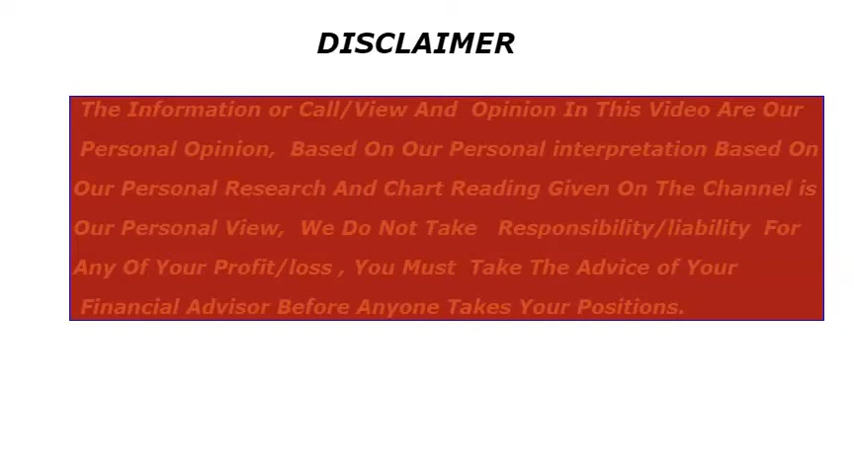 DISCLAIMER
The Information or Call/View And Opinion In This Video Are Our
Personal Opinion, Based On Our Personal interpretation Based On
Our Personal Research And Chart Reading Given On The Channel is
Our Personal View, We Do Not Take Responsibility/liability For
Any Of Your Profit/loss , You Must Take The Advice of Your
Financial Advisor Before Anyone Takes Your Positions.